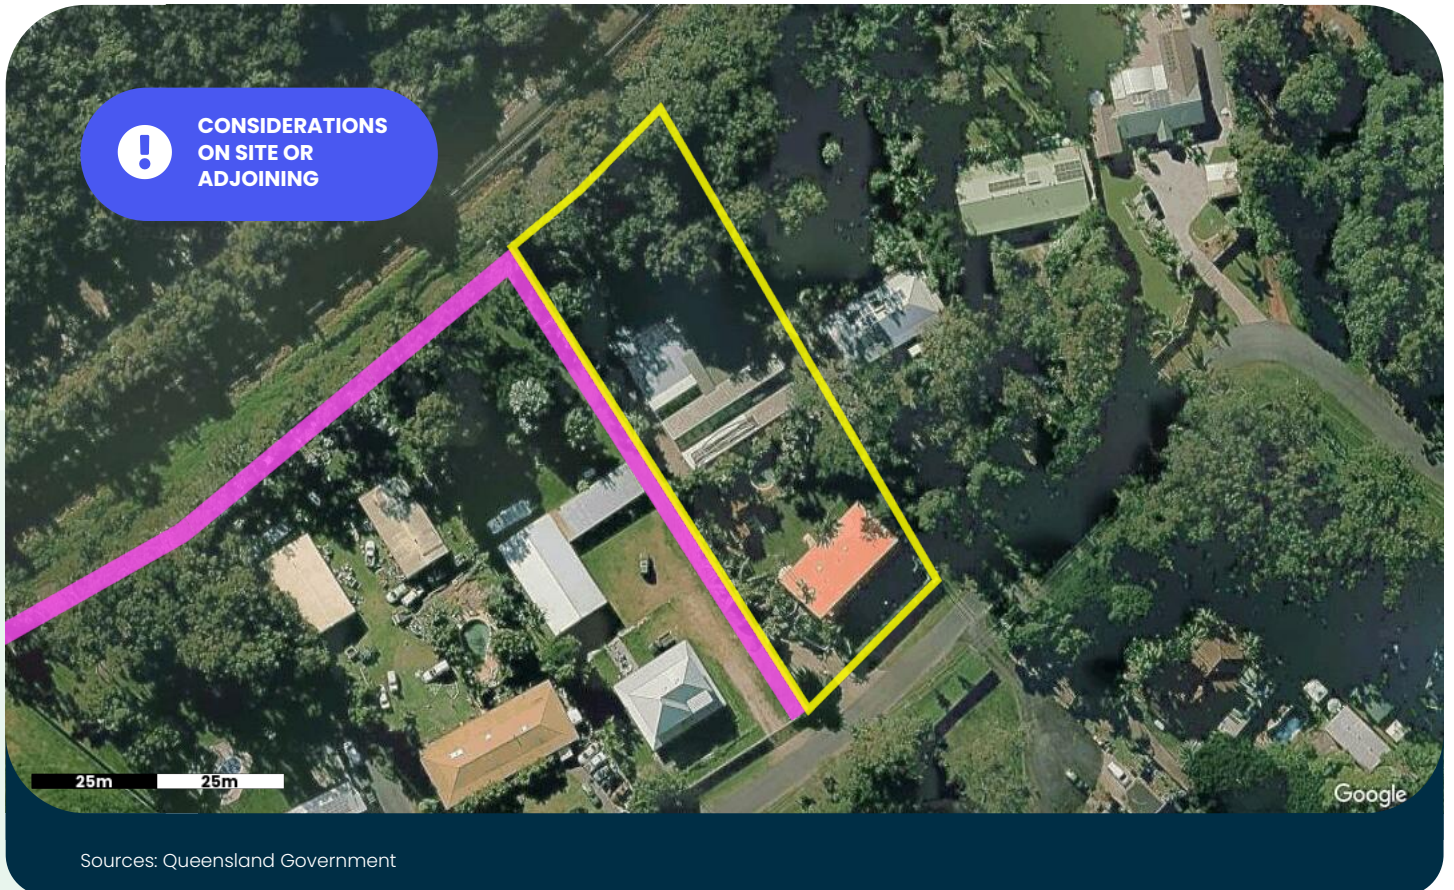 CONSIDERATIONS
ON SITE OR
ADJOINING
25m 25m
Google
Sources: Queensland Government